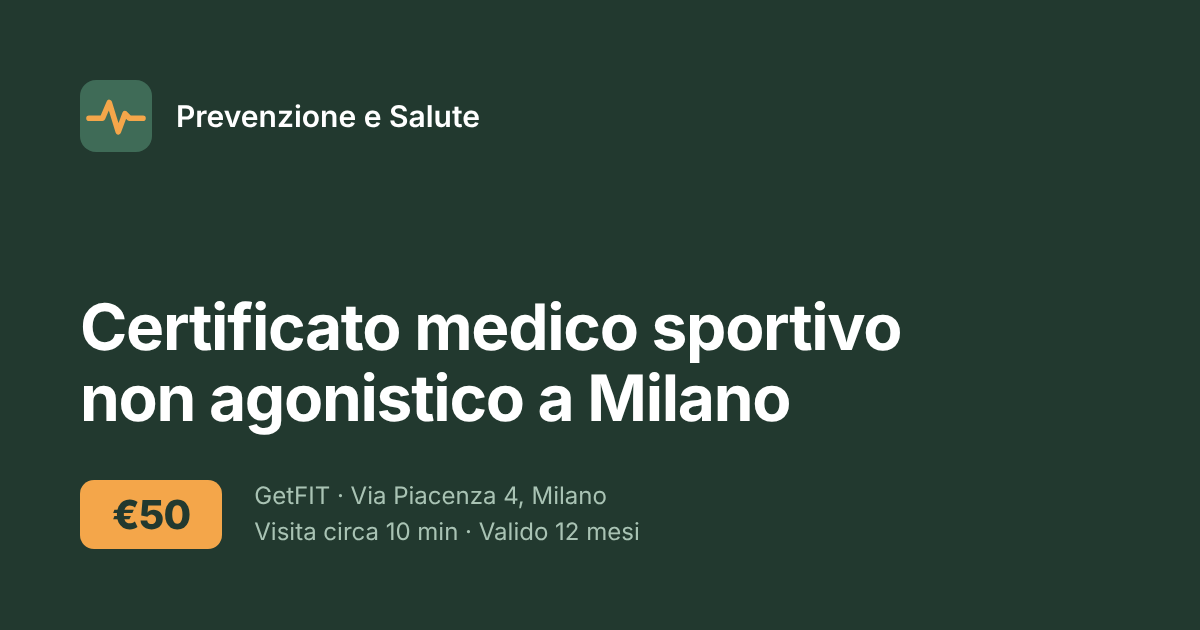 Prevenzione e Salute
Certificato medico sportivo
non agonistico a Milano
€50
GetFIT · Via Piacenza 4, Milano
Visita circa 10 min · Valido 12 mesi